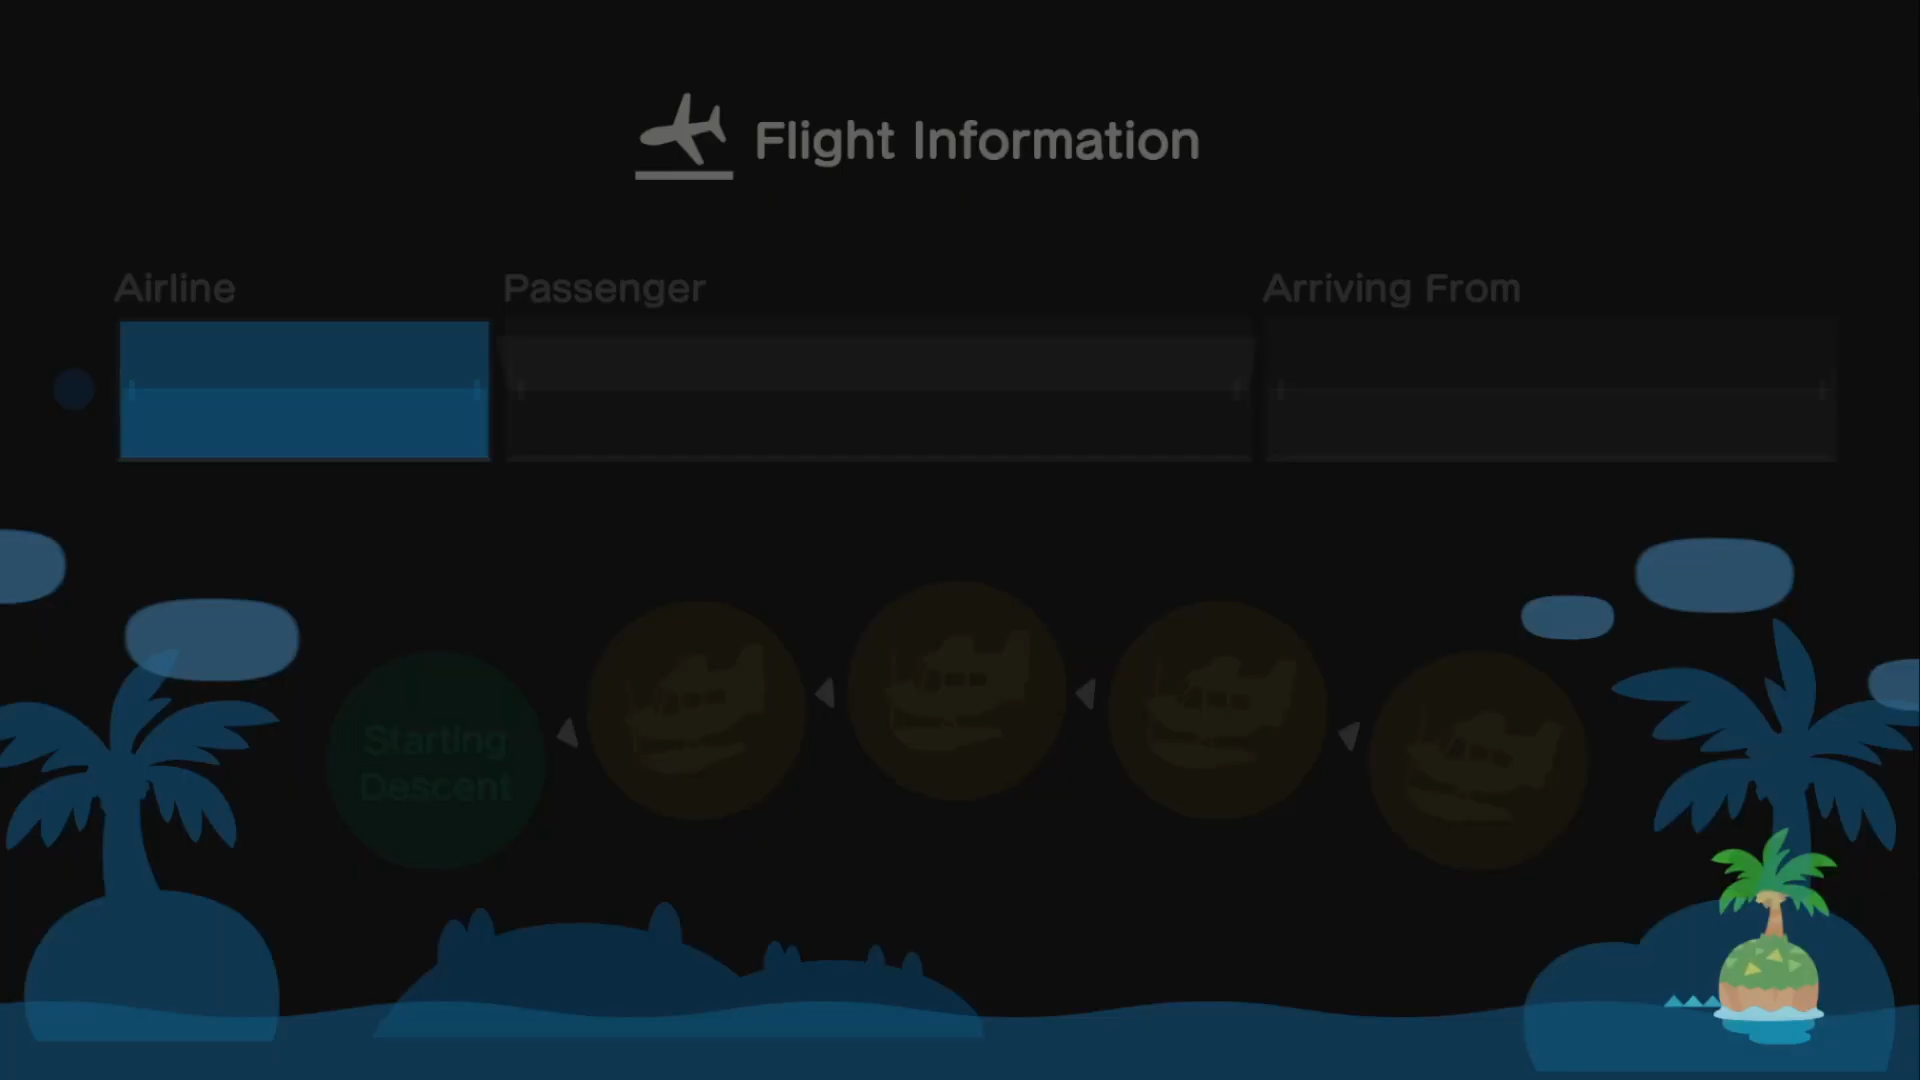 Flight Information
Airline
Passenger
Arriving From
Starting
Descent